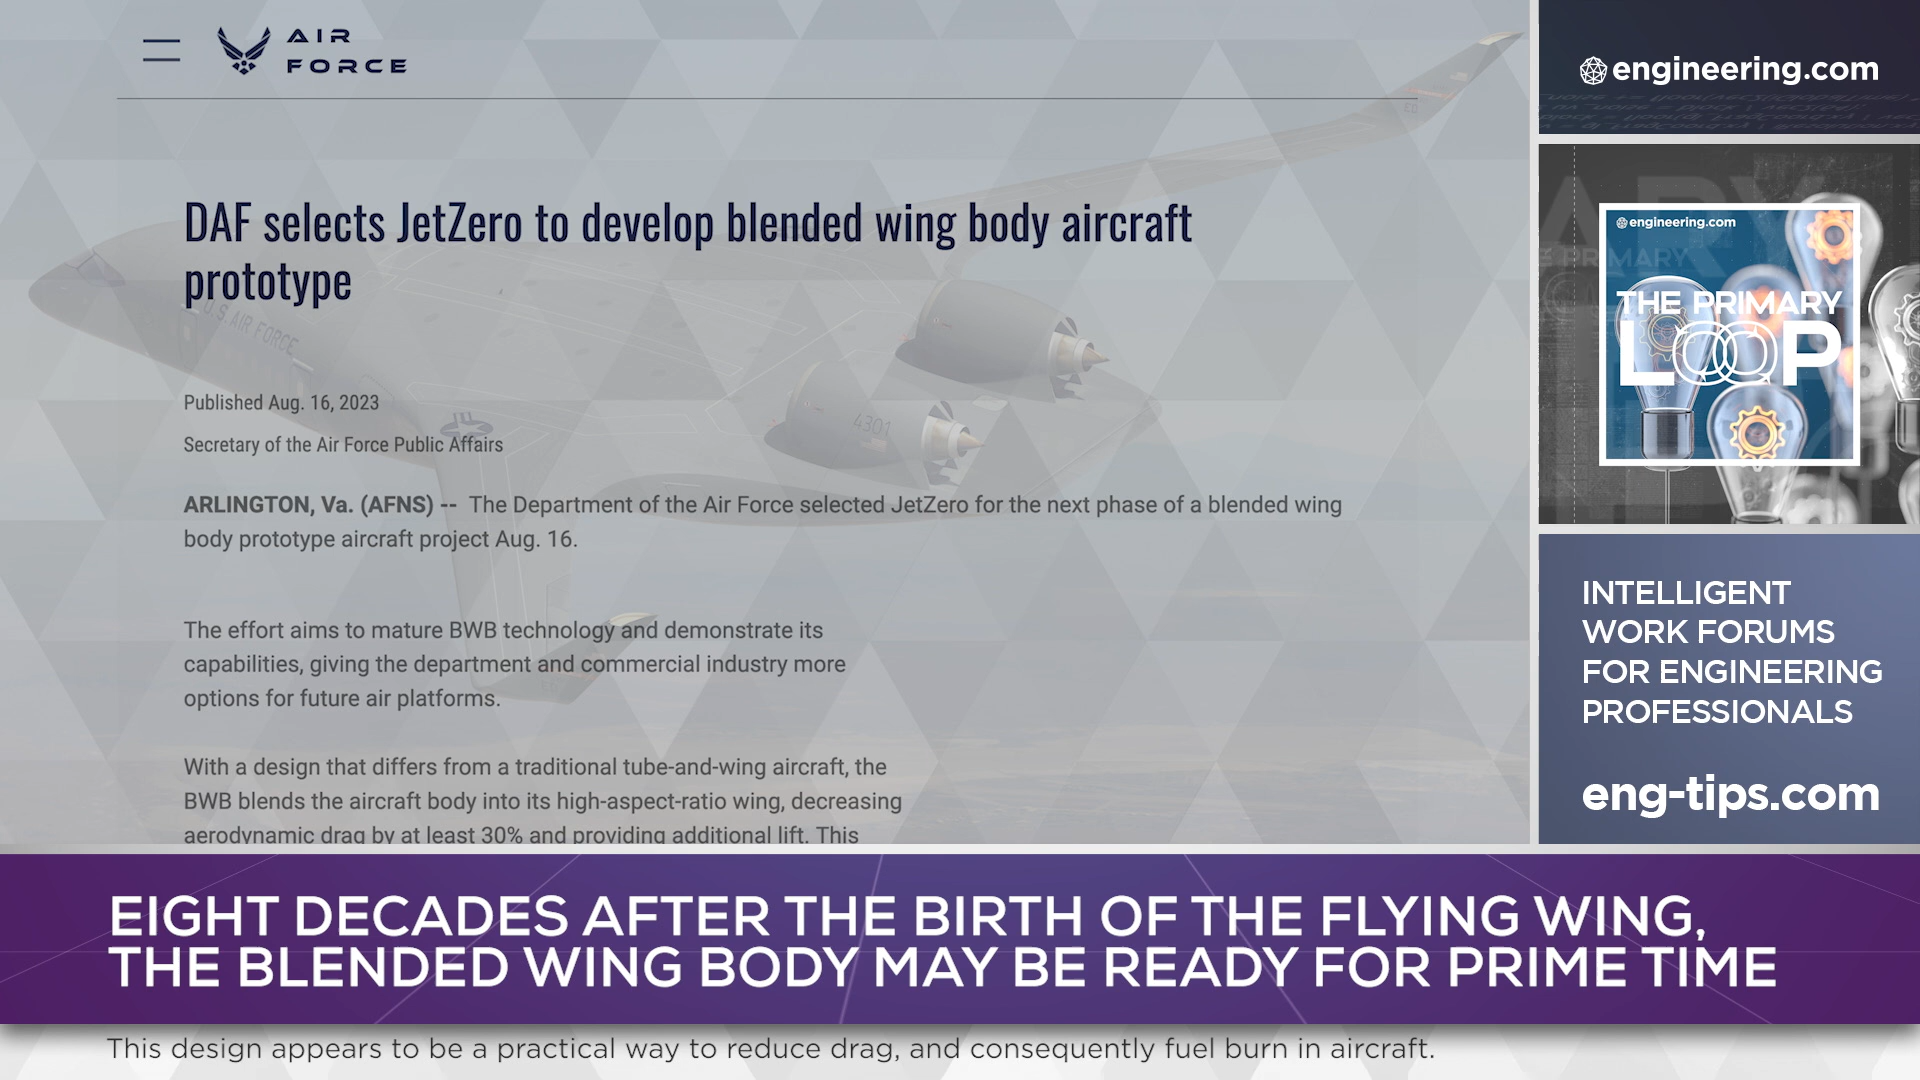 AIR
FORCE
DAF selects JetZero to develop blended wing body aircraft
prototype
Published Aug. 16, 2023
Secretary of the Air Force Public Affairs
ARLINGTON, Va. (AFNS) -- The Department of the Air Force selected JetZero for the next phase of a blended wing
body prototype aircraft project Aug. 16.
The effort aims to mature BWB technology and demonstrate its
capabilities, giving the department and commercial industry more
options for future air platforms.
With a design that differs from a traditional tube-and-wing aircraft, the
BWB blends the aircraft body into its high-aspect-ratio wing, decreasing
aerodynamic drag by at least 30% and providing additional lift. This
U.S. AIR FORCE
4301
ED
engineering.com
engineering.com
THE PRIMARY
LOOP
INTELLIGENT
WORK FORUMS
FOR ENGINEERING
PROFESSIONALS
eng-tips.com
EIGHT DECADES AFTER THE BIRTH OF THE FLYING WING,
THE BLENDED WING BODY MAY BE READY FOR PRIME TIME
This design appears to be a practical way to reduce drag, and consequently fuel burn in aircraft.